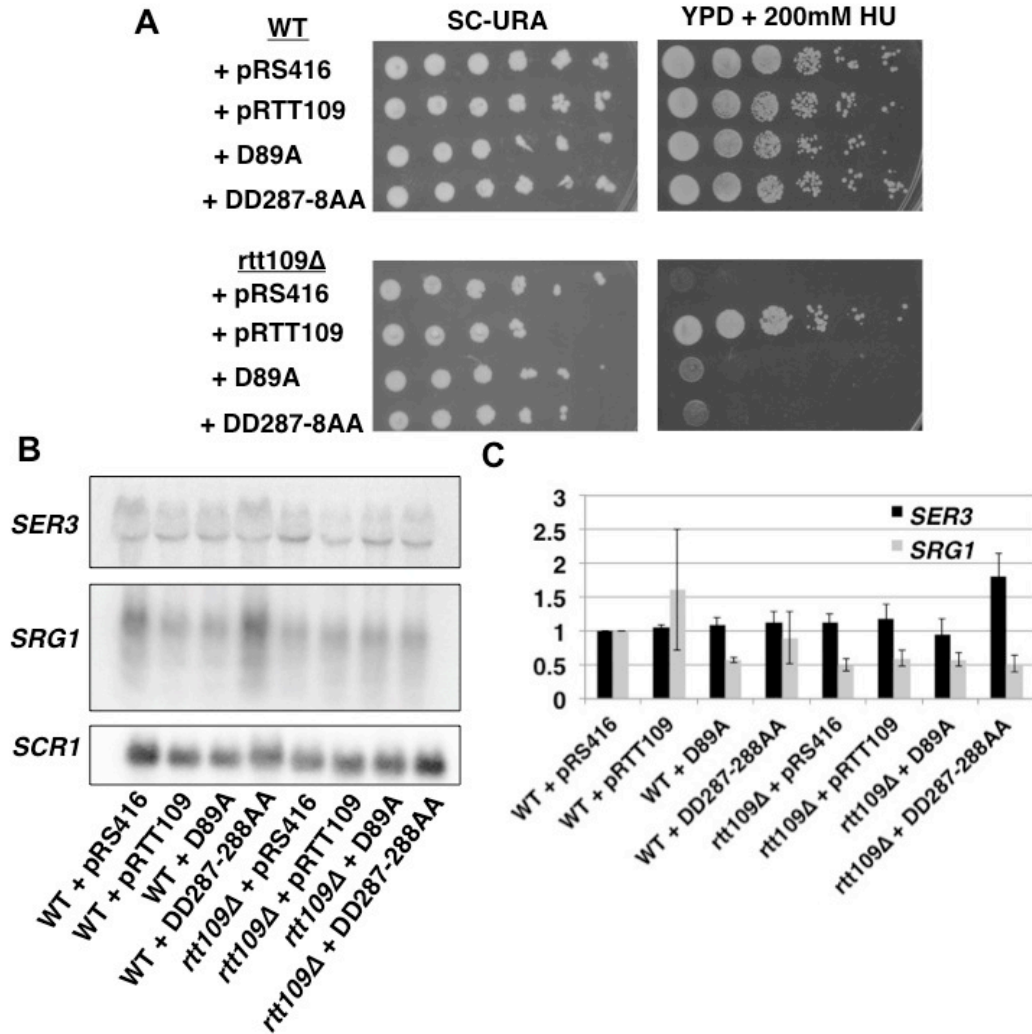 A
WT
SC-URA
YPD + 200mM HU
+ pRS416
+ pRTT109
+ D89A
+ DD287-8AA
rtt109Δ
+ pRS416
+ pRTT109
+ D89A
+ DD287-8AA
B
SER3
SRG1
SCR1
WT + pRS416
WT + pRTT109
WT + D89A
WT + DD287-288AA
rtt109Δ + pRS416
rtt109Δ + pRTT109
rtt109Δ + D89A
rtt109Δ + DD287-288AA
C
3
2.5
2
1.5
1
0.5
0
SER3
SRG1
WT + pRS416
WT + pRTT109
WT + D89A
WT + DD287-288AA
rtt109Δ + pRS416
rtt109Δ + pRTT109
rtt109Δ + D89A
rtt109Δ + DD287-288AA